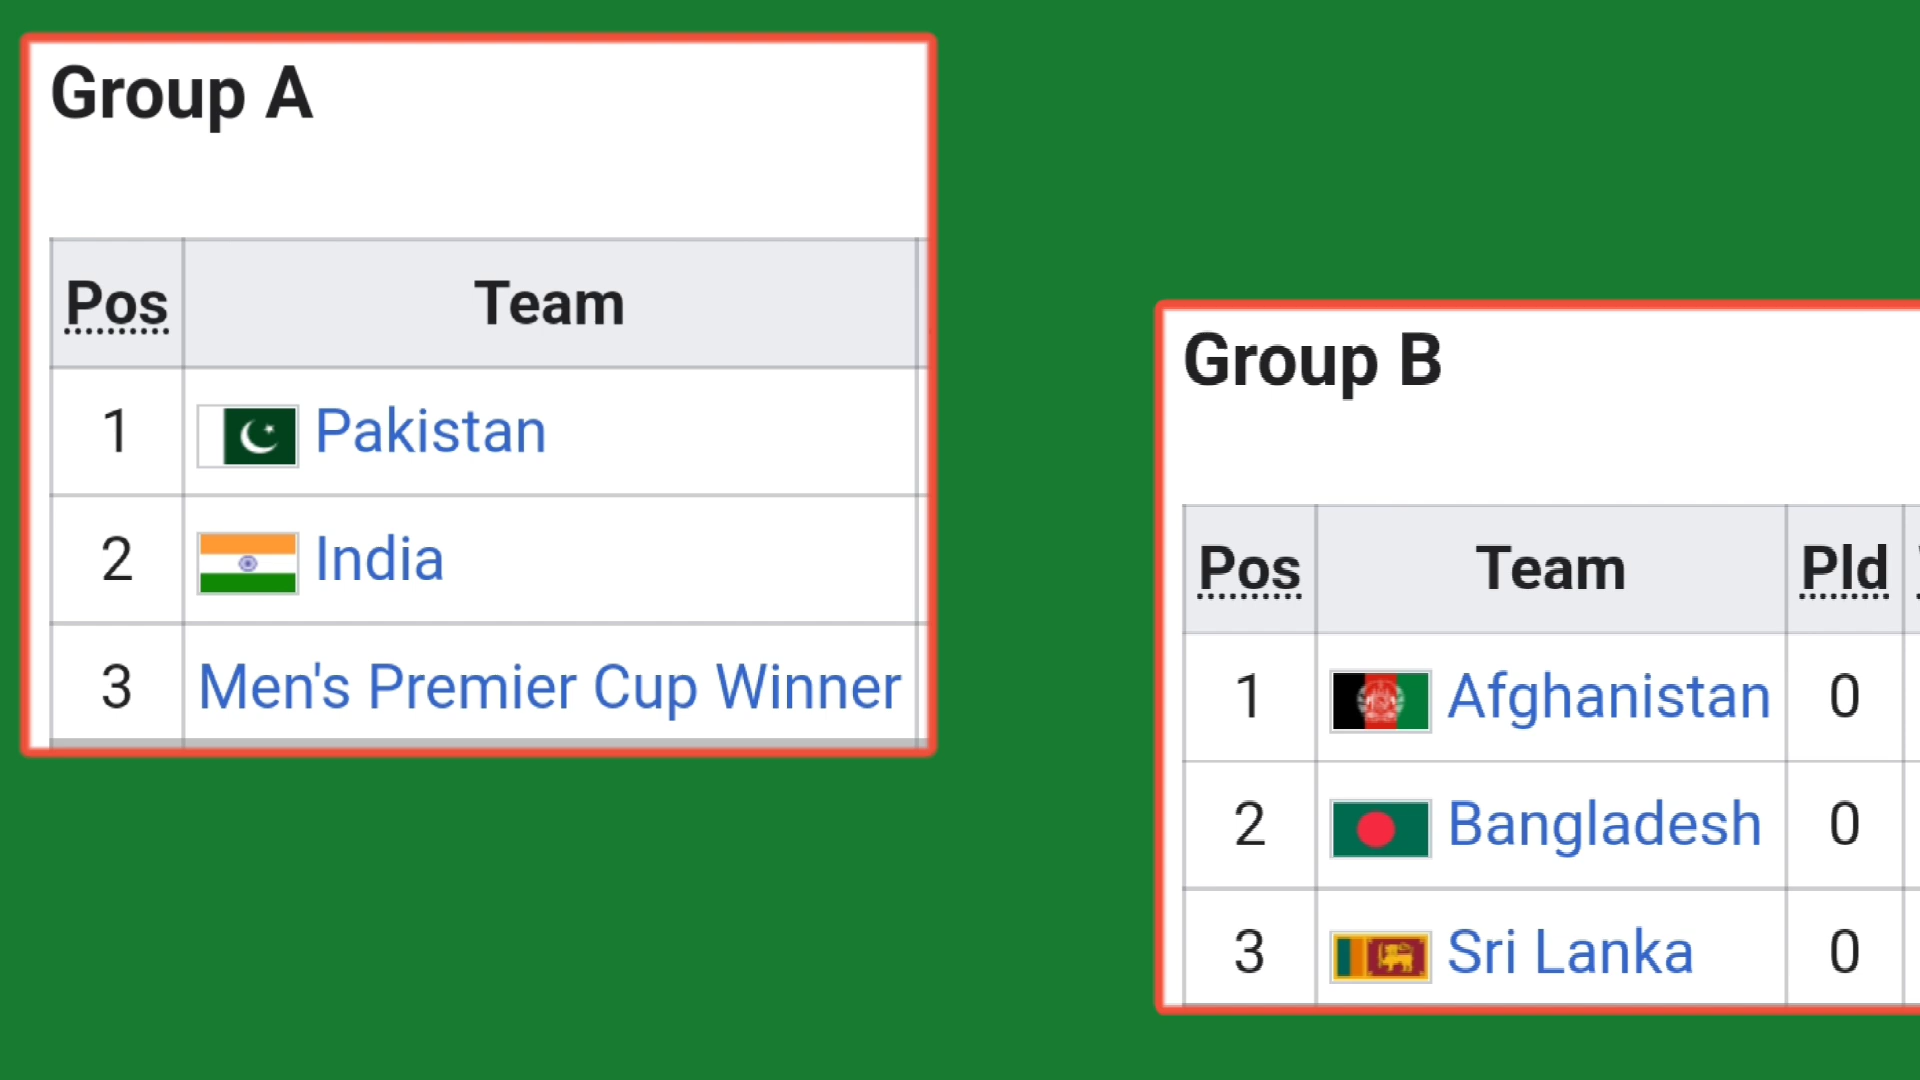 Group A
Pos Team
1 Pakistan
2 India
3 Men's Premier Cup Winner
Group B
Pos Team Pld
1 Afghanistan 0
2 Bangladesh 0
3 Sri Lanka 0